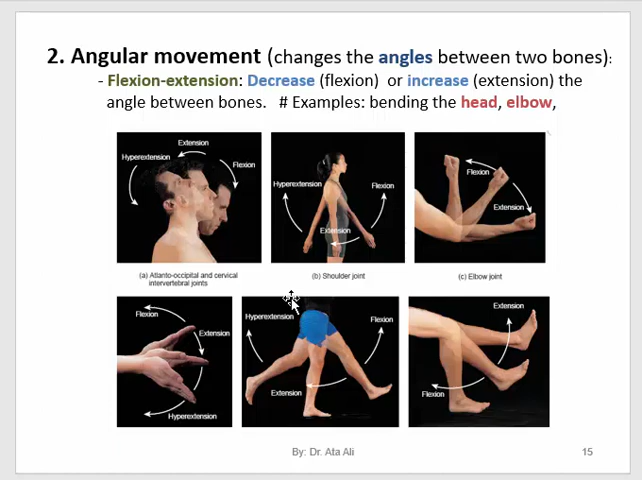 2. Angular movement (changes the angles between two bones):
- Flexion-extension: Decrease (flexion) or increase (extension) the
angle between bones. # Examples: bending the head, elbow,
Extension
Hyperextension
Flexion
Hyperextension
Flexion
Extension
Flexion
Extension
(a) Atlanto-occipital and cervical
intervertebral joints
(b) Shoulder joint
(c) Elbow joint
Flexion
Extension
Hyperextension
Hyperextension
Flexion
Extension
Extension
Flexion
By: Dr. Ata Ali
15